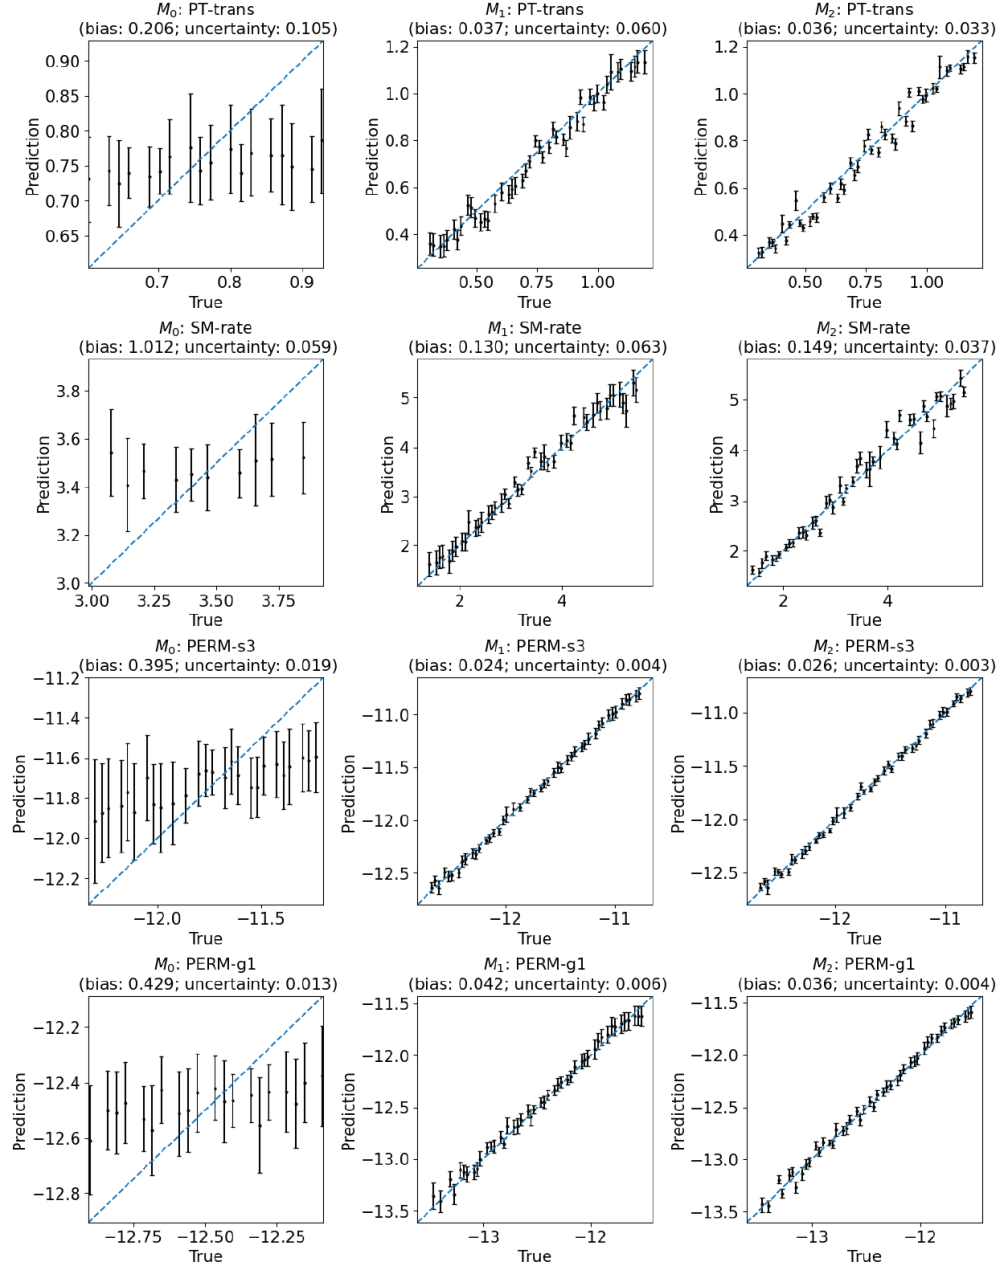 M0: PT-trans
(bias: 0.206; uncertainty: 0.105)
M1: PT-trans
(bias: 0.037; uncertainty: 0.060)
M2: PT-trans
(bias: 0.036; uncertainty: 0.033)
Prediction
0.90
0.85
0.80
0.75
0.70
0.65
0.7
0.8
0.9
True
Prediction
1.2
1.0
0.8
0.6
0.4
0.50
0.75
1.00
True
Prediction
1.2
1.0
0.8
0.6
0.4
0.50
0.75
1.00
True
M0: SM-rate
(bias: 1.012; uncertainty: 0.059)
M1: SM-rate
(bias: 0.130; uncertainty: 0.063)
M2: SM-rate
(bias: 0.149; uncertainty: 0.037)
Prediction
3.8
3.6
3.4
3.2
3.0
3.00
3.25
3.50
3.75
True
Prediction
5
4
3
2
2
4
True
Prediction
5
4
3
2
2
4
True
M0: PERM-s3
(bias: 0.395; uncertainty: 0.019)
M1: PERM-s3
(bias: 0.024; uncertainty: 0.004)
M2: PERM-s3
(bias: 0.026; uncertainty: 0.003)
Prediction
−11.2
−11.4
−11.6
−11.8
−12.0
−12.2
−12.0
−11.5
True
Prediction
−11.0
−11.5
−12.0
−12.5
−12
−11
True
Prediction
−11.0
−11.5
−12.0
−12.5
−12
−11
True
M0: PERM-g1
(bias: 0.429; uncertainty: 0.013)
M1: PERM-g1
(bias: 0.042; uncertainty: 0.006)
M2: PERM-g1
(bias: 0.036; uncertainty: 0.004)
Prediction
−12.2
−12.4
−12.6
−12.8
−12.75
−12.50
−12.25
True
Prediction
−11.5
−12.0
−12.5
−13.0
−13.5
−13
−12
True
Prediction
−11.5
−12.0
−12.5
−13.0
−13.5
−13
−12
True